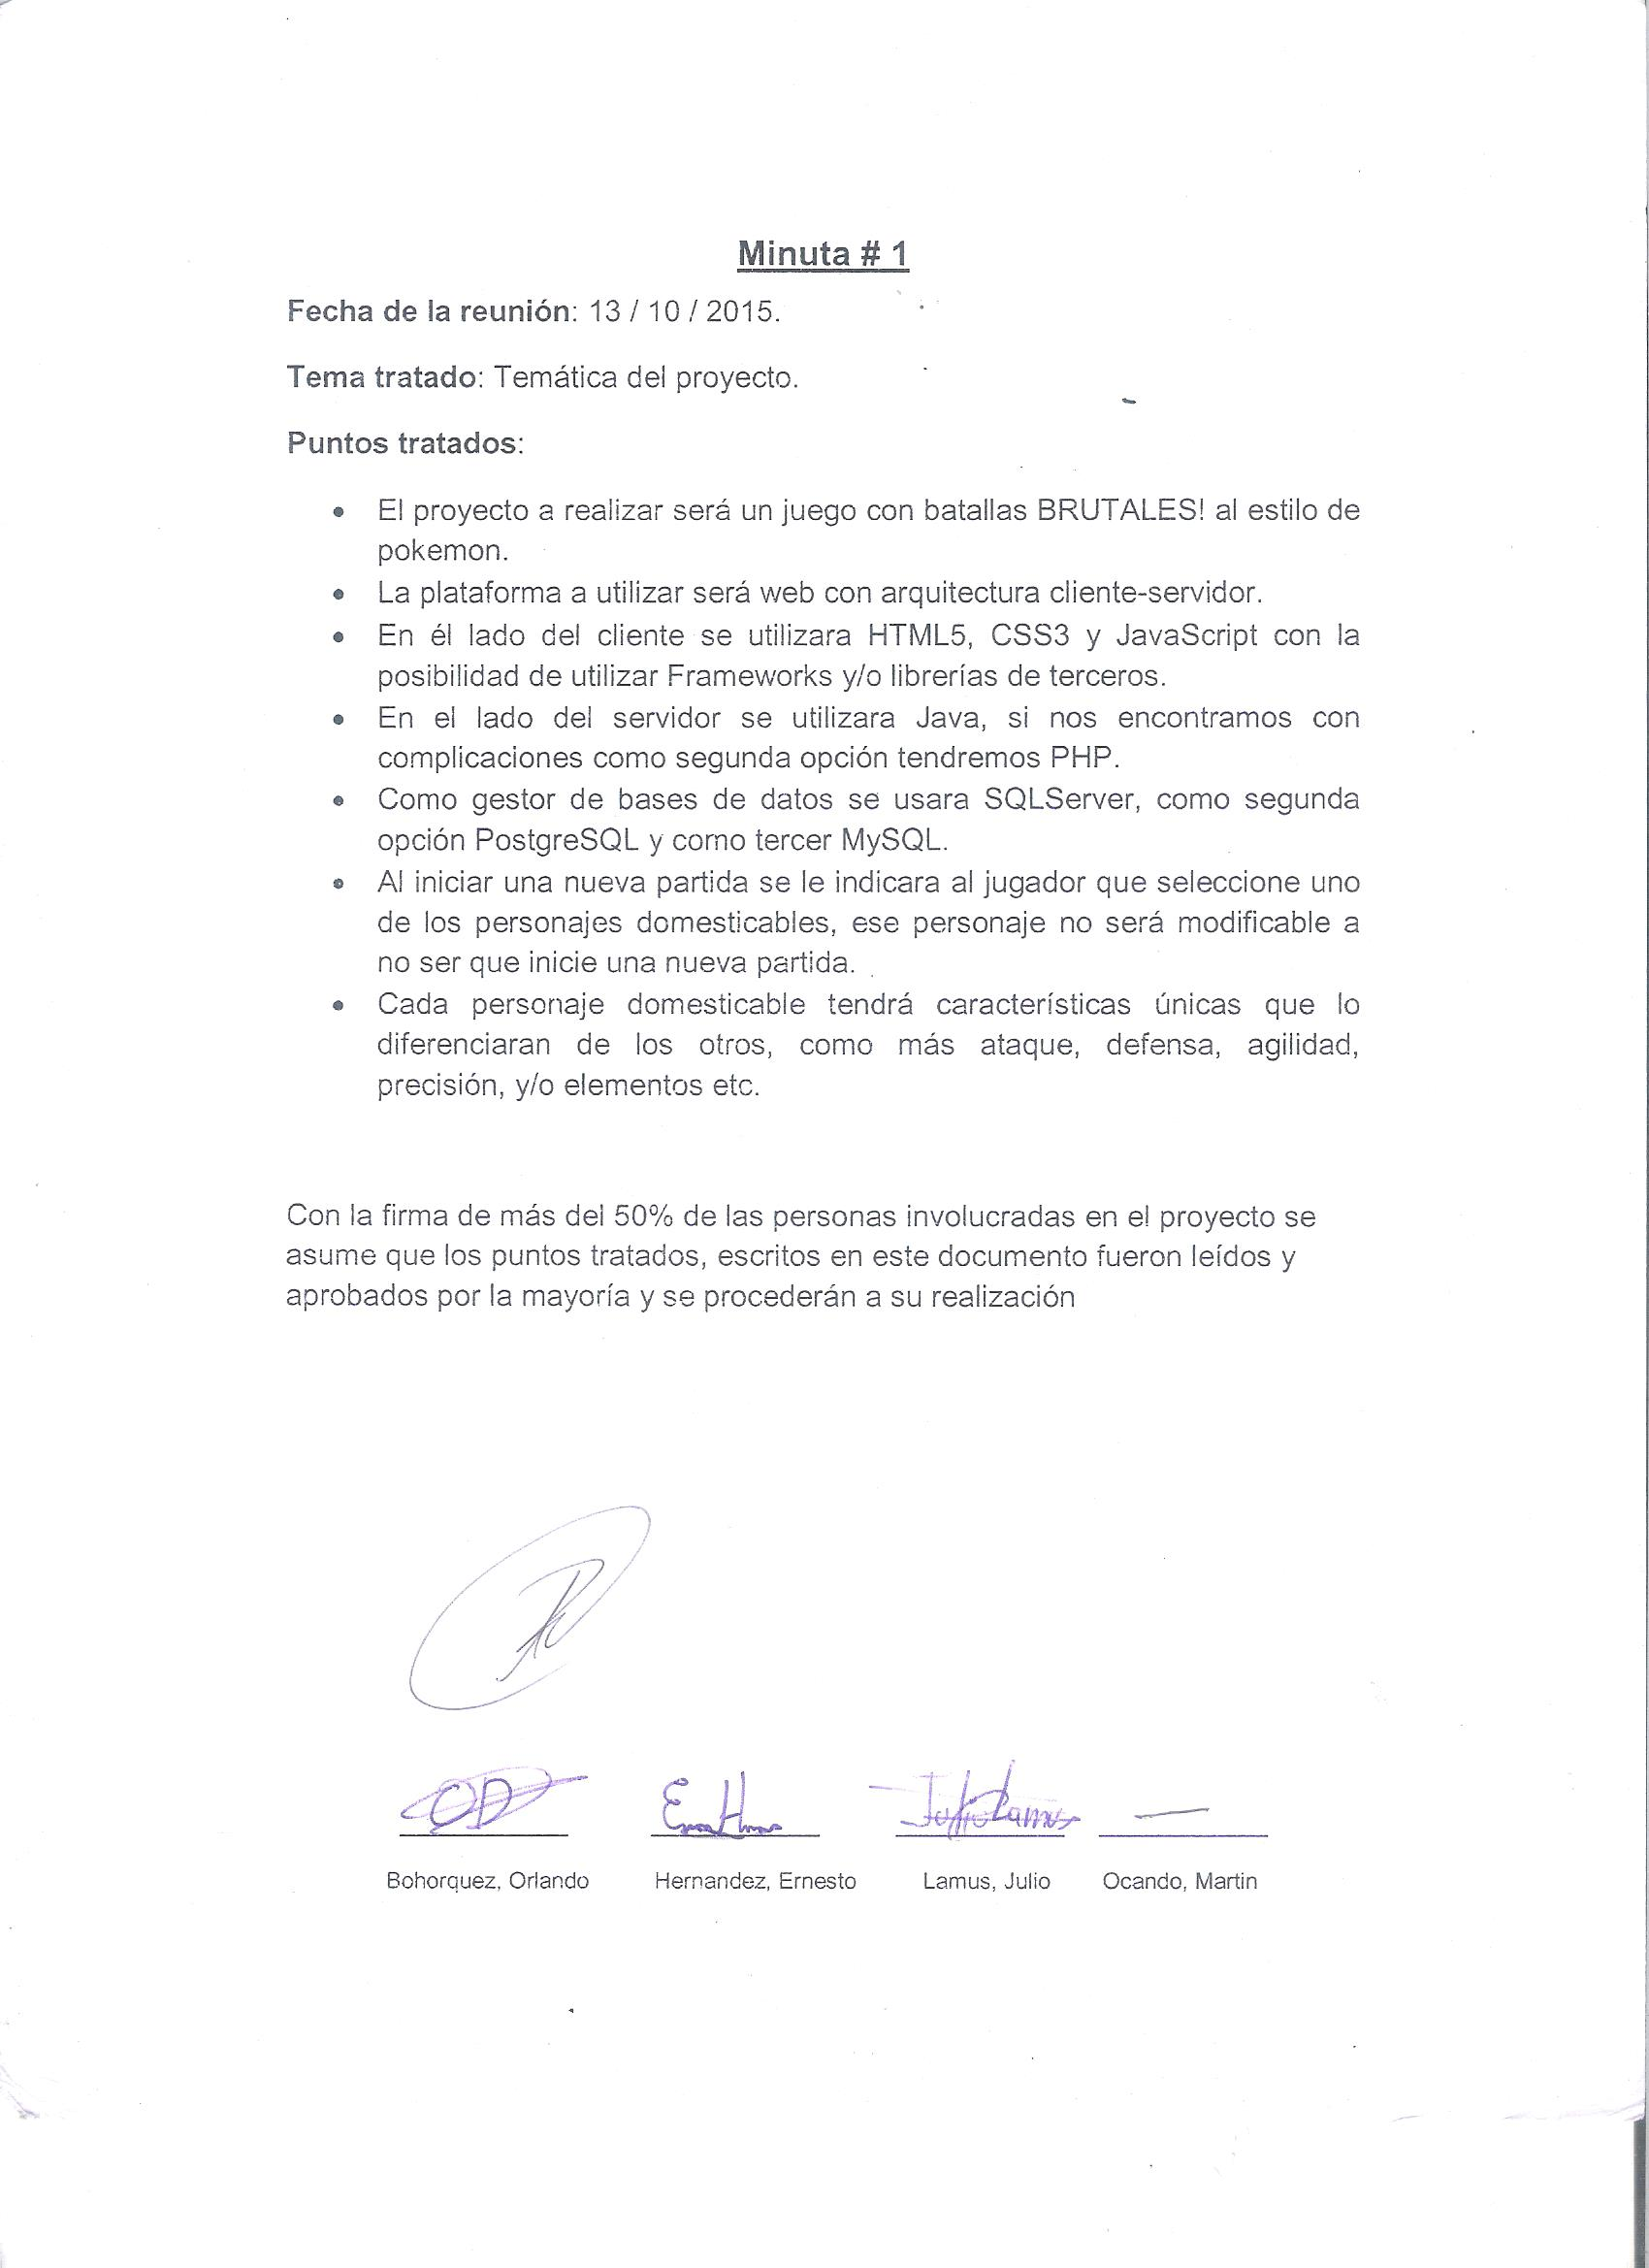 Minuta # 1
Fecha de la reunión: 13 / 10 / 2015.
Tema tratado: Temática del proyecto.
Puntos tratados:
• El proyecto a realizar será un juego con batallas BRUTALES! al estilo de
pokemon.
• La plataforma a utilizar será web con arquitectura cliente-servidor.
• En él lado del cliente se utilizara HTML5, CSS3 y JavaScript con la
posibilidad de utilizar Frameworks y/o librerías de terceros.
• En el lado del servidor se utilizara Java, si nos encontramos con
complicaciones como segunda opción tendremos PHP.
• Como gestor de bases de datos se usara SQLServer, como segunda
opción PostgreSQL y como tercer MySQL.
• Al iniciar una nueva partida se le indicara al jugador que seleccione uno
de los personajes domesticables, ese personaje no será modificable a
no ser que inicie una nueva partida.
• Cada personaje domesticable tendrá características únicas que lo
diferenciaran de los otros, como más ataque, defensa, agilidad,
precisión, y/o elementos etc.
Con la firma de más del 50% de las personas involucradas en el proyecto se
asume que los puntos tratados, escritos en este documento fueron leídos y
aprobados por la mayoría y se procederán a su realización
Julio Lamus
Bohorquez, Orlando Hernandez, Ernesto Lamus, Julio Ocando, Martin